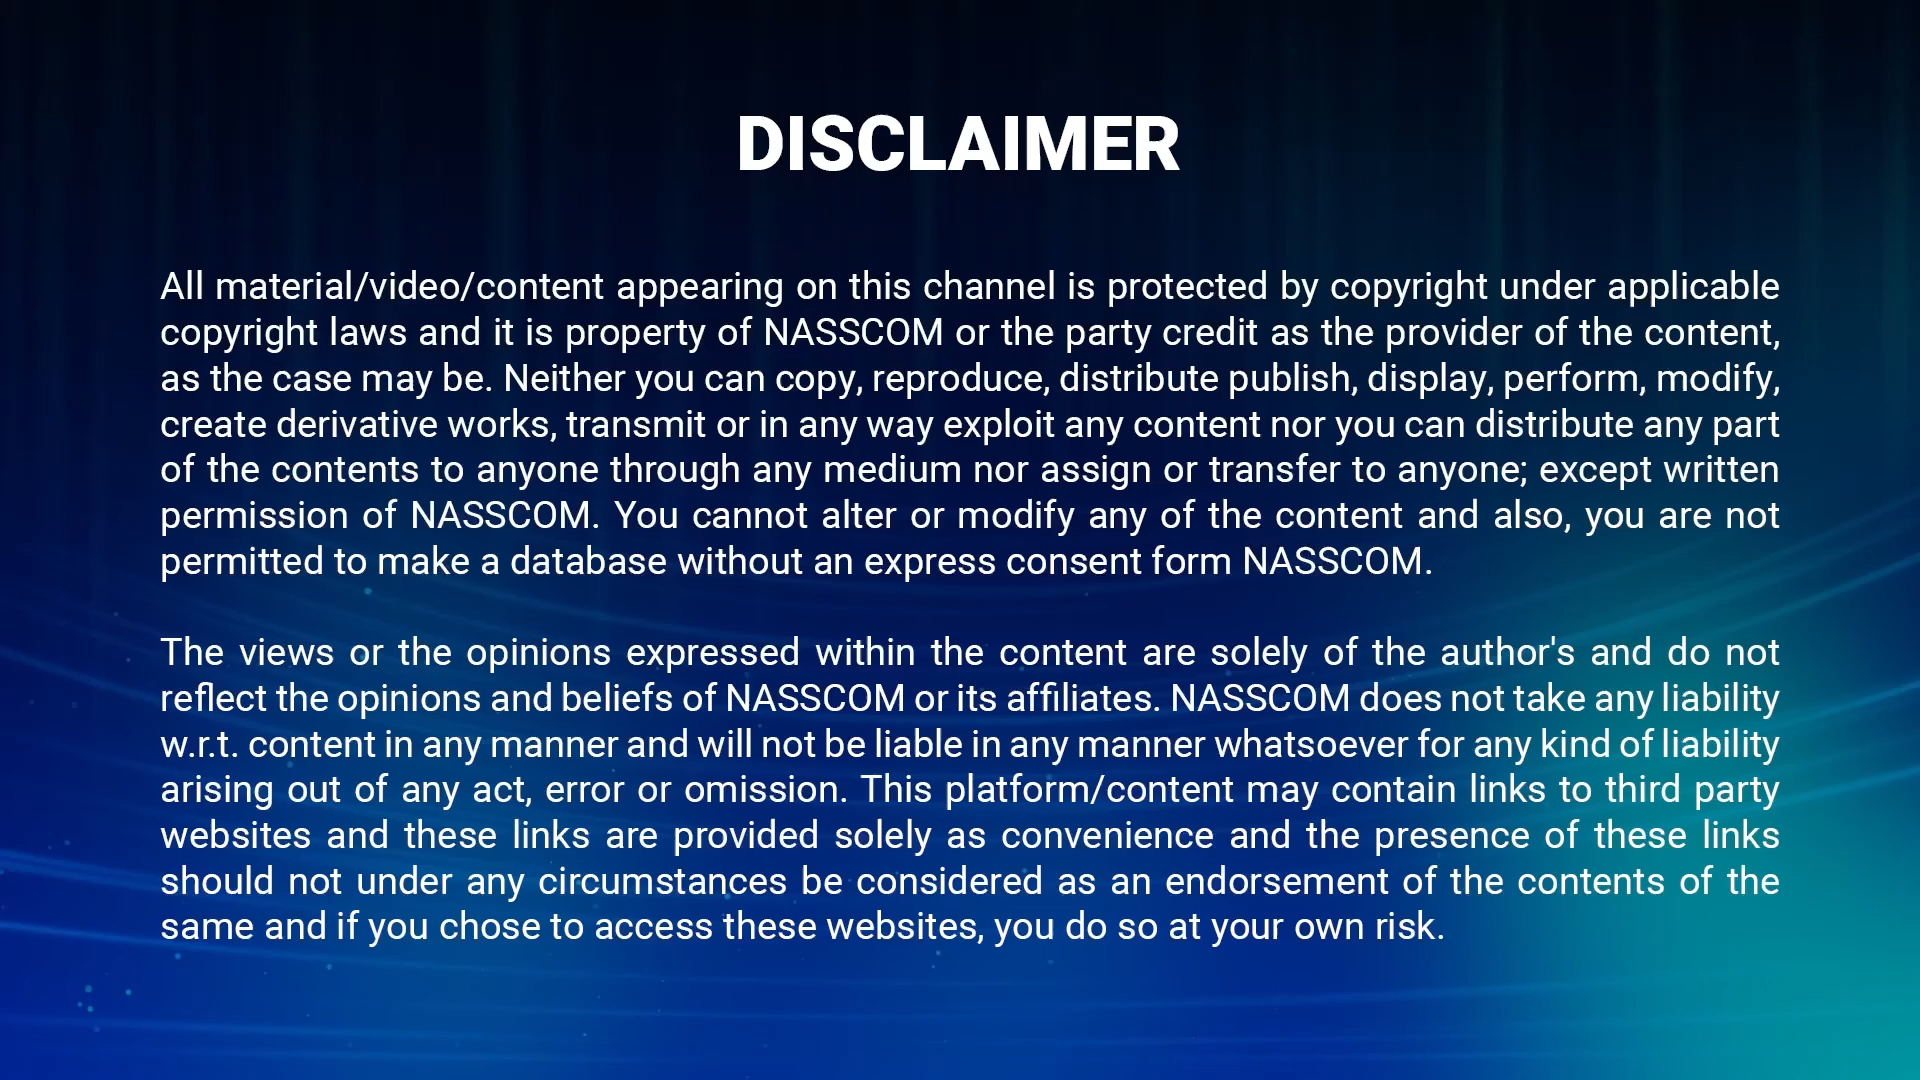 DISCLAIMER
All material/video/content appearing on this channel is protected by copyright under applicable
copyright laws and it is property of NASSCOM or the party credit as the provider of the content,
as the case may be. Neither you can copy, reproduce, distribute publish, display, perform, modify,
create derivative works, transmit or in any way exploit any content nor you can distribute any part
of the contents to anyone through any medium nor assign or transfer to anyone; except written
permission of NASSCOM. You cannot alter or modify any of the content and also, you are not
permitted to make a database without an express consent form NASSCOM.
The views or the opinions expressed within the content are solely of the author's and do not
reflect the opinions and beliefs of NASSCOM or its affiliates. NASSCOM does not take any liability
w.r.t. content in any manner and will not be liable in any manner whatsoever for any kind of liability
arising out of any act, error or omission. This platform/content may contain links to third party
websites and these links are provided solely as convenience and the presence of these links
should not under any circumstances be considered as an endorsement of the contents of the
same and if you chose to access these websites, you do so at your own risk.